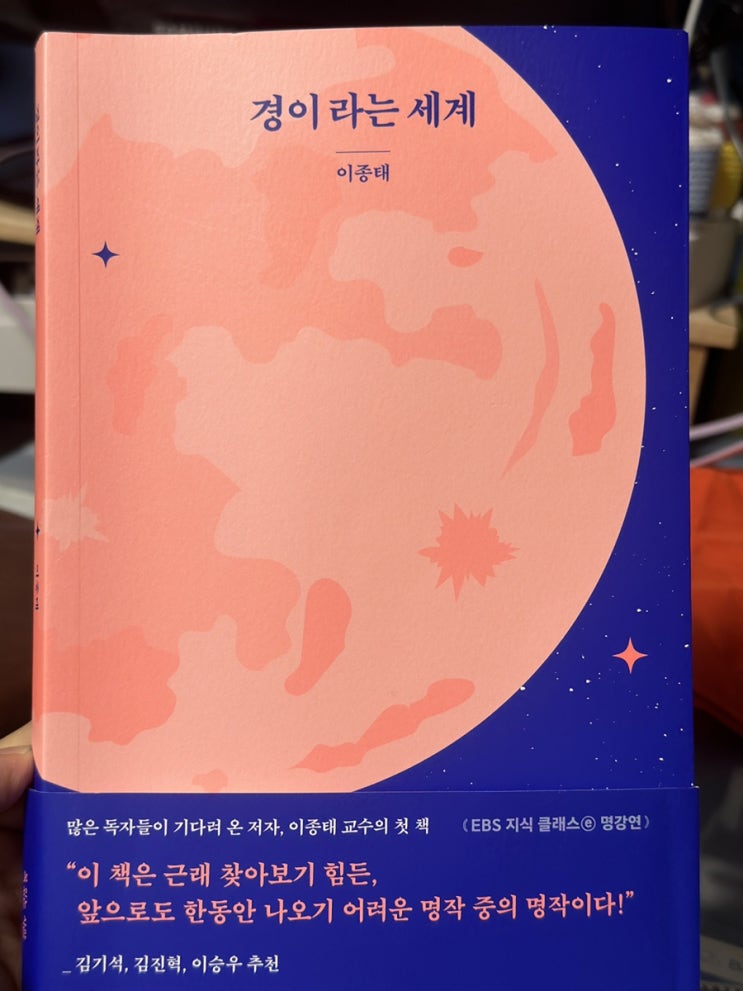 경이라는 세계
이종태
많은 독자들이 기다려 온 저자, 이종태 교수의 첫 책
(EBS 지식 클래스ⓔ 명강연)
“이 책은 근래 찾아보기 힘든,
앞으로도 한동안 나오기 어려운 명작 중의 명작이다!”
_ 김기석, 김진혁, 이승우 추천